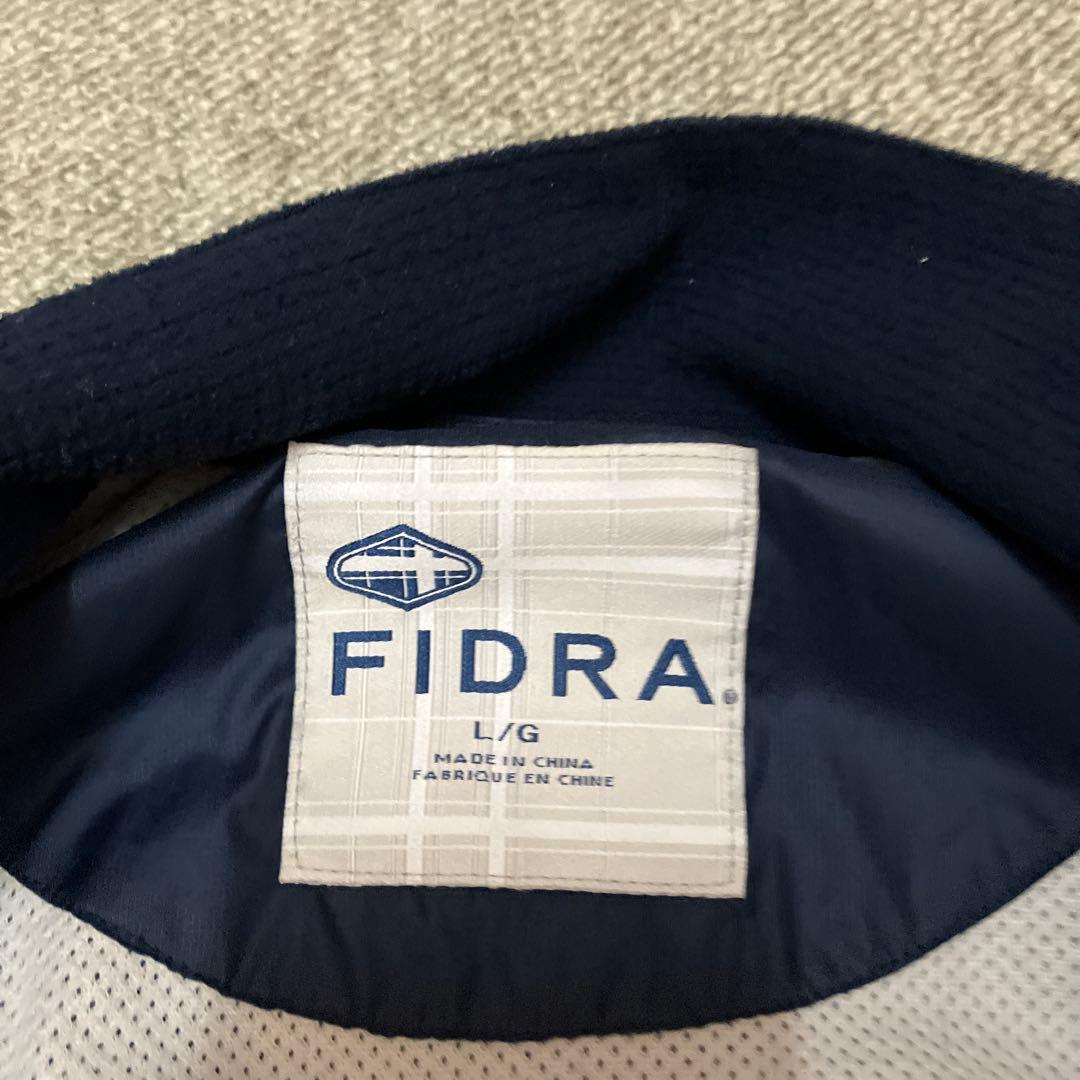 FIDRA®
L/G
MADE IN CHINA
FABRIQUE EN CHINE